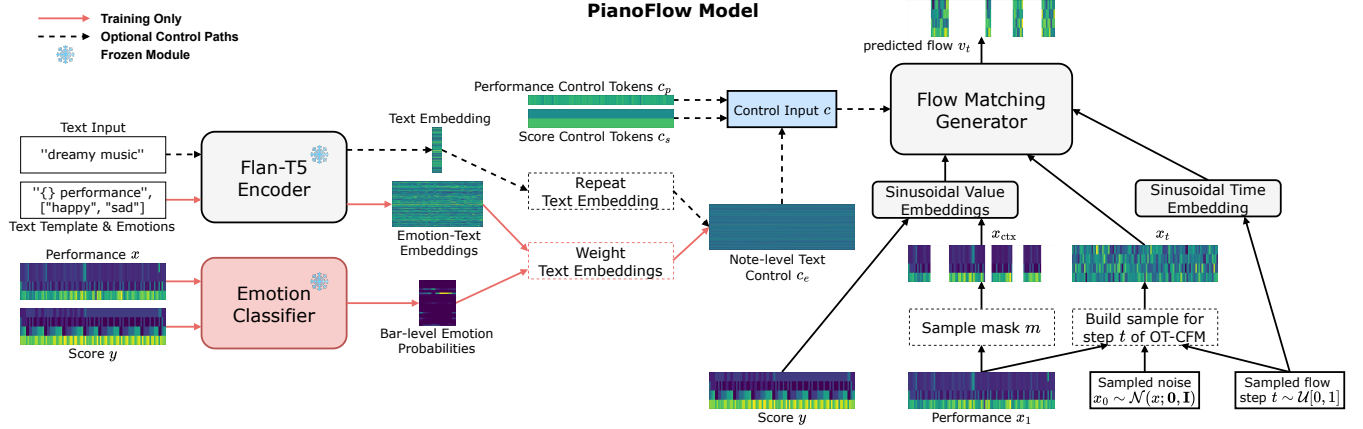 PianoFlow Model
Training Only
Optional Control Paths
Frozen Module
predicted flow v_t
Performance Control Tokens c_p
Control Input c
Flow Matching
Generator
Score Control Tokens c_s
Text Input
"dreamy music"
Flan-T5
Encoder
Text Embedding
"{} performance",
["happy", "sad"]
Text Template & Emotions
Emotion-Text
Embeddings
Repeat
Text Embedding
Weight
Text Embeddings
Note-level Text
Control c_e
Sinusoidal Value
Embeddings
Sinusoidal Time
Embedding
x_ctx
x_t
Performance x
Emotion
Classifier
Score y
Bar-level Emotion
Probabilities
Sample mask m
Build sample for
step t of OT-CFM
Score y
Performance x_1
Sampled noise
x_0 ∼ 𝒩(x; 0, I)
Sampled flow
step t ∼ 𝒰[0, 1]